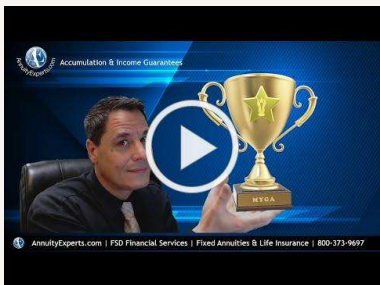 AnnuityExperts.com
Accumulation & Income Guarantees
MYGA
AnnuityExperts.com | FSD Financial Services | Fixed Annuities & Life Insurance | 800-373-9697